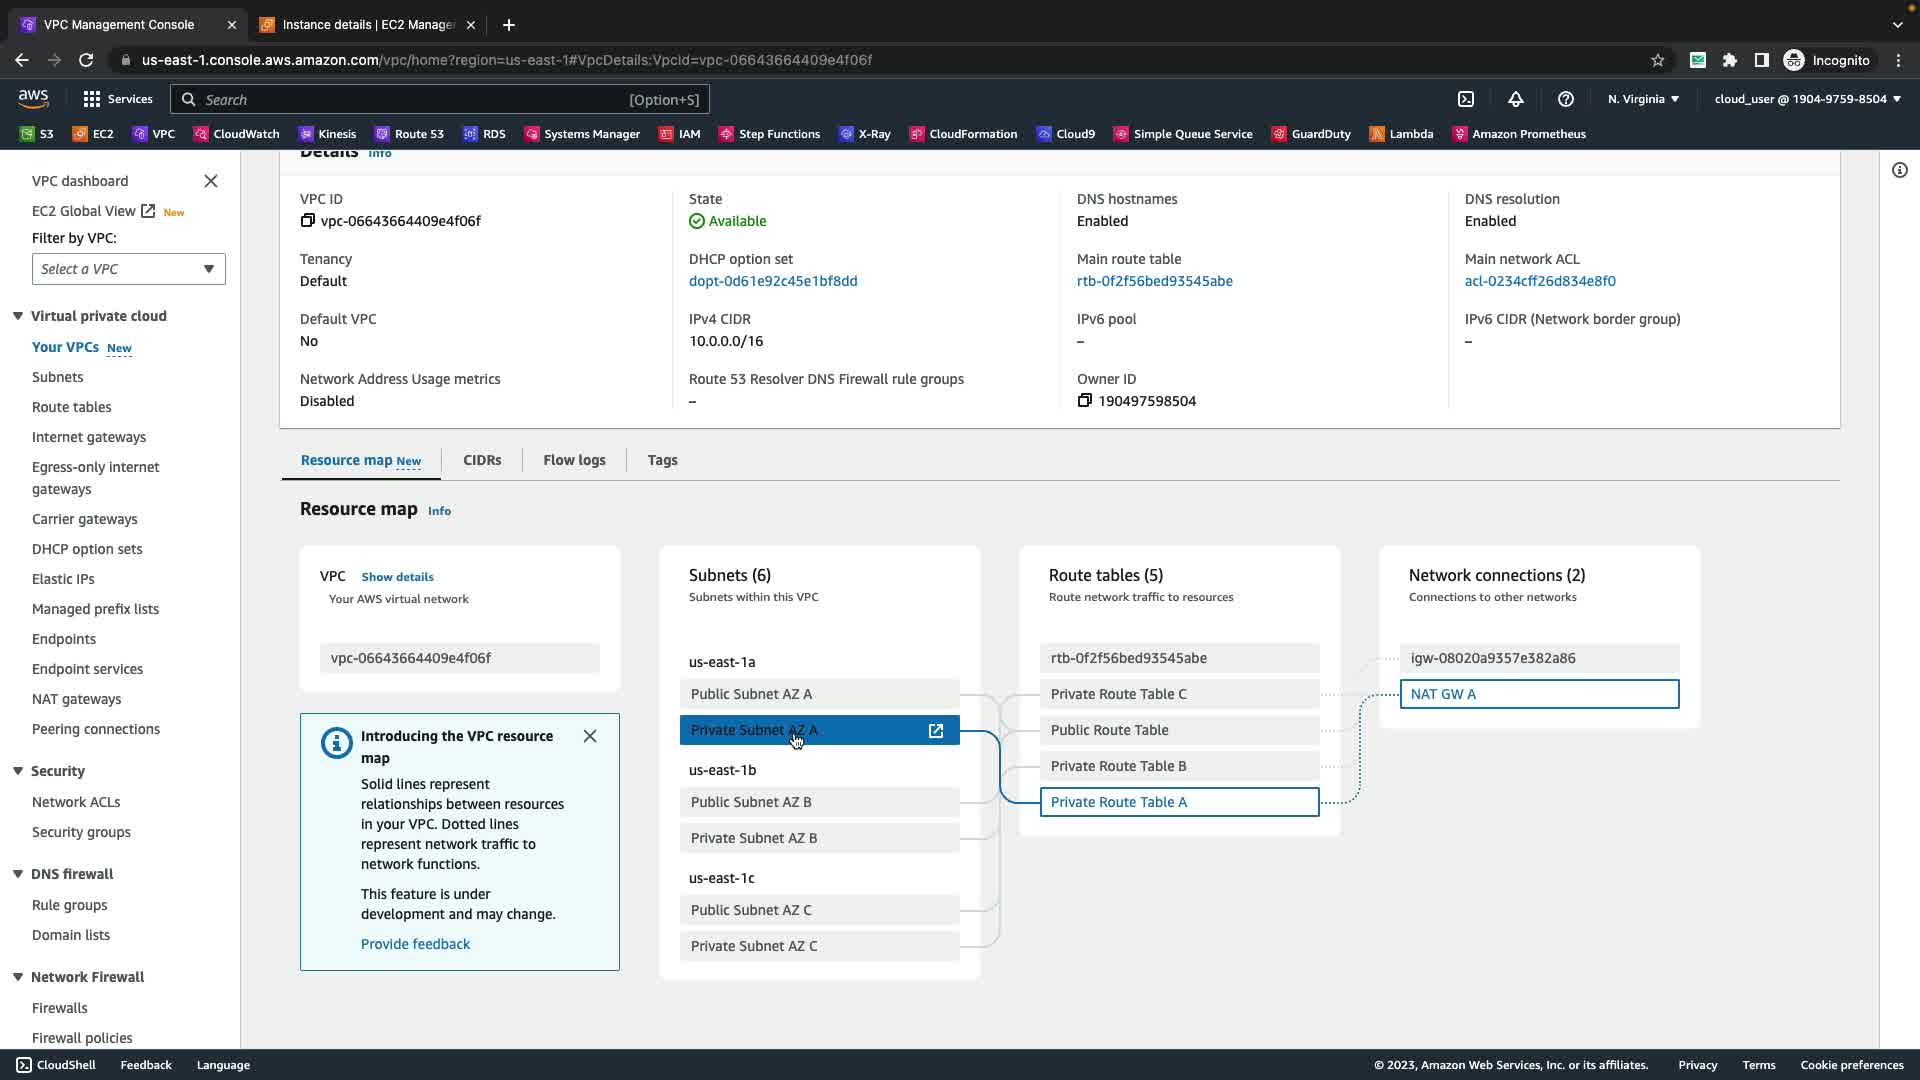 VPC Management Console
Instance details | EC2 Manage
us-east-1.console.aws.amazon.com/vpc/home?region=us-east-1#VpcDetails:VpcId=vpc-06643664409e4f06f
Incognito
aws
Services
Search
[Option+S]
N. Virginia
cloud_user @ 1904-9759-8504
S3
EC2
VPC
CloudWatch
Kinesis
Route 53
RDS
Systems Manager
IAM
Step Functions
X-Ray
CloudFormation
Cloud9
Simple Queue Service
GuardDuty
Lambda
Amazon Prometheus
VPC dashboard
EC2 Global View New
Filter by VPC:
Select a VPC
Virtual private cloud
Your VPCs New
Subnets
Route tables
Internet gateways
Egress-only internet
gateways
Carrier gateways
DHCP option sets
Elastic IPs
Managed prefix lists
Endpoints
Endpoint services
NAT gateways
Peering connections
Security
Network ACLs
Security groups
DNS firewall
Rule groups
Domain lists
Network Firewall
Firewalls
Firewall policies
Details Info
VPC ID
vpc-06643664409e4f06f
State
Available
DNS hostnames
Enabled
DNS resolution
Enabled
Tenancy
Default
DHCP option set
dopt-0d61e92c45e1bf8dd
Main route table
rtb-0f2f56bed93545abe
Main network ACL
acl-0234cff26d834e8f0
Default VPC
No
IPv4 CIDR
10.0.0.0/16
IPv6 pool
–
IPv6 CIDR (Network border group)
–
Network Address Usage metrics
Disabled
Route 53 Resolver DNS Firewall rule groups
–
Owner ID
190497598504
Resource map New
CIDRs
Flow logs
Tags
Resource map Info
VPC Show details
Your AWS virtual network
vpc-06643664409e4f06f
Introducing the VPC resource
map
Solid lines represent
relationships between resources
in your VPC. Dotted lines
represent network traffic to
network functions.
This feature is under
development and may change.
Provide feedback
Subnets (6)
Subnets within this VPC
us-east-1a
Public Subnet AZ A
Private Subnet AZ A
us-east-1b
Public Subnet AZ B
Private Subnet AZ B
us-east-1c
Public Subnet AZ C
Private Subnet AZ C
Route tables (5)
Route network traffic to resources
rtb-0f2f56bed93545abe
Private Route Table C
Public Route Table
Private Route Table B
Private Route Table A
Network connections (2)
Connections to other networks
igw-08020a9357e382a86
NAT GW A
CloudShell
Feedback
Language
© 2023, Amazon Web Services, Inc. or its affiliates.
Privacy
Terms
Cookie preferences